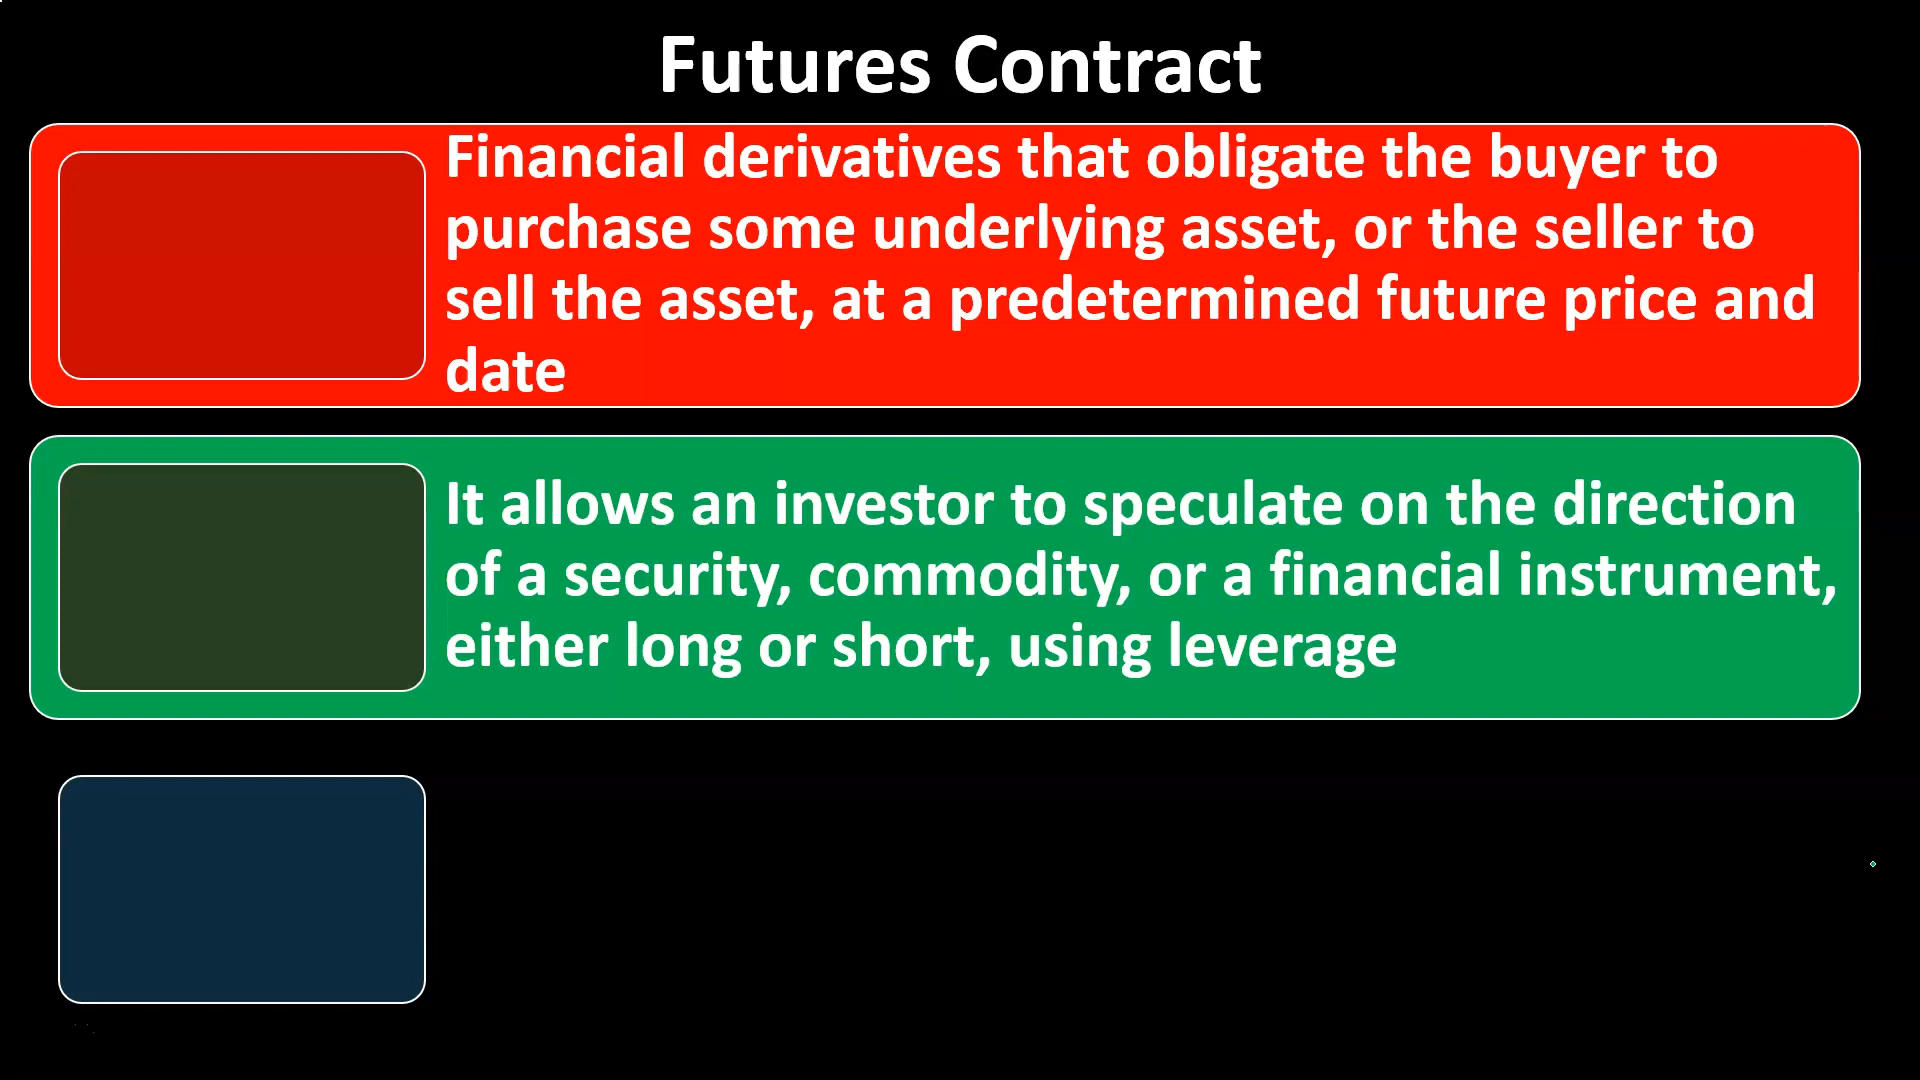 Futures Contract
Financial derivatives that obligate the buyer to
purchase some underlying asset, or the seller to
sell the asset, at a predetermined future price and
date
It allows an investor to speculate on the direction
of a security, commodity, or a financial instrument,
either long or short, using leverage